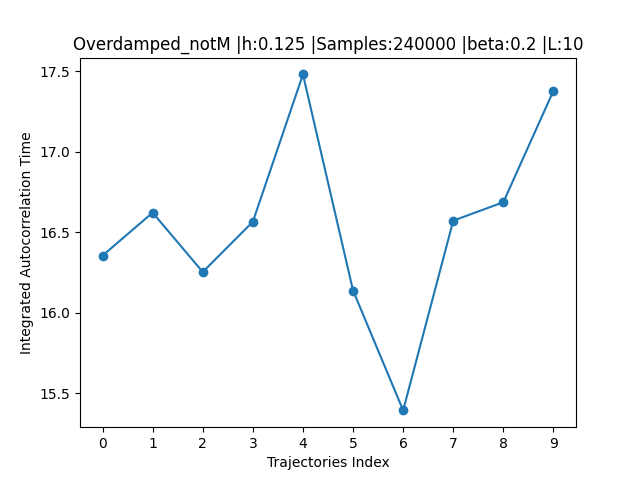 Overdamped_notM |h:0.125 |Samples:240000 |beta:0.2 |L:10
17.5
17.0
16.5
16.0
15.5
Integrated Autocorrelation Time
0 1 2 3 4 5 6 7 8 9
Trajectories Index